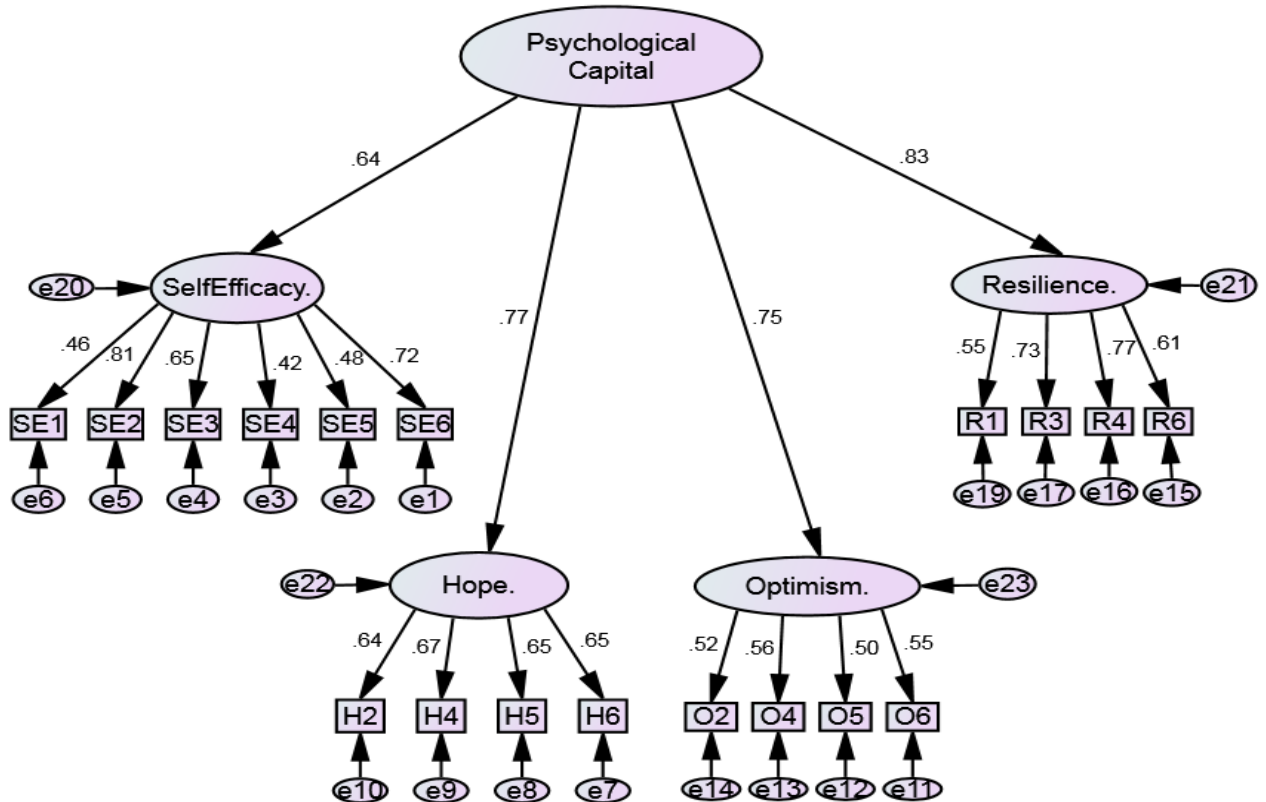 Psychological
Capital
.64
.83
.77
.75
e20
SelfEfficacy.
Resilience.
e21
.46
.81
.65
.42
.48
.72
.55
.73
.77
.61
SE1
SE2
SE3
SE4
SE5
SE6
R1
R3
R4
R6
e6
e5
e4
e3
e2
e1
e19
e17
e16
e15
e22
Hope.
Optimism.
e23
.64
.67
.65
.65
.52
.56
.50
.55
H2
H4
H5
H6
O2
O4
O5
O6
e10
e9
e8
e7
e14
e13
e12
e11